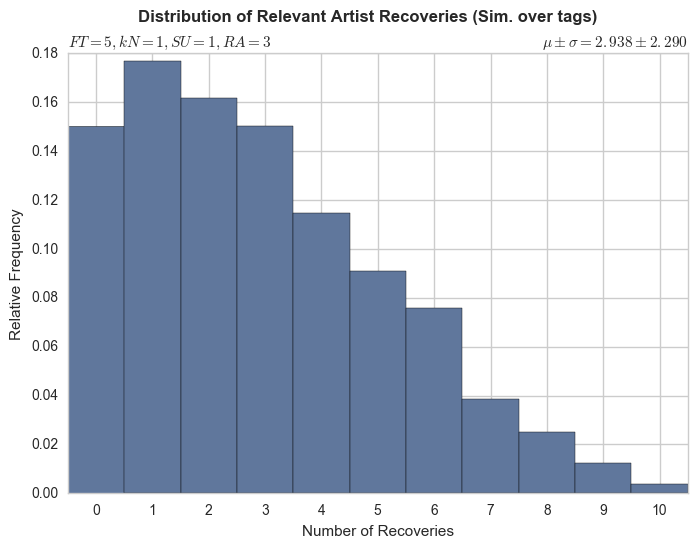 Distribution of Relevant Artist Recoveries (Sim. over tags)
FT = 5, kN = 1, SU = 1, RA = 3
μ ± σ = 2.938 ± 2.290
0.18
0.16
0.14
0.12
0.10
0.08
0.06
0.04
0.02
0.00
Relative Frequency
0 1 2 3 4 5 6 7 8 9 10
Number of Recoveries